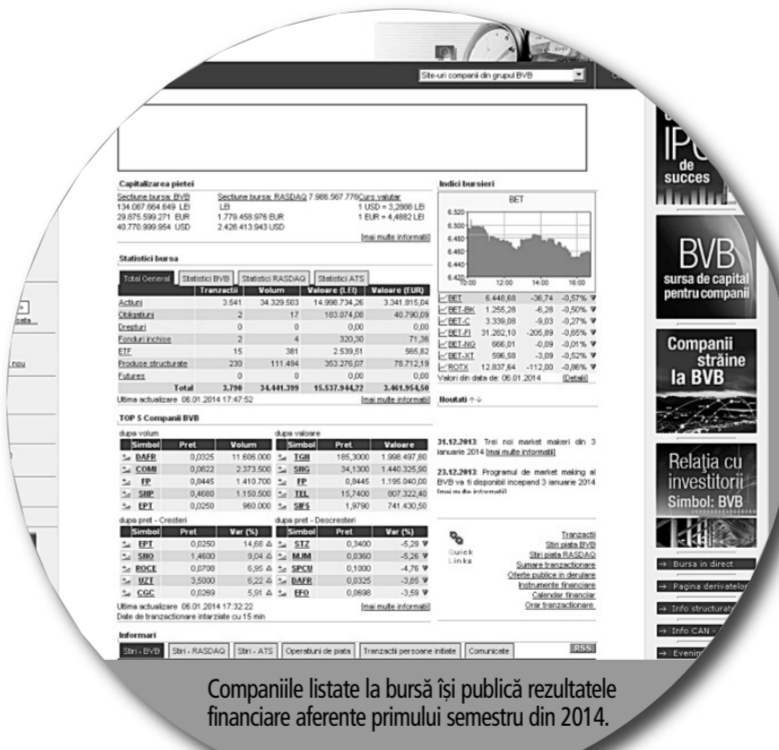 Site-uri companii din grupul BVB
IPO
de
succes
Capitalizarea pietei
Sectiune bursa: BVB Sectiune bursa: RASDAQ 7.986.567.776 Curs valutar
134.087.664.649 LEI LEI 1 USD = 3,2888 LEI
29.875.599.271 EUR 1.779.458.976 EUR 1 EUR = 4,4882 LEI
40.770.999.954 USD 2.428.413.943 USD
[mai multe informatii]
Indici bursieri
BET
6.520
6.500
6.480
6.460
6.440
6.420
10:00 12:00 14:00 16:00
BET 6.448,68 -36,74 -0,57%
BET-BK 1.255,28 -6,28 -0,50%
BET-C 3.339,08 -9,03 -0,27%
BET-FI 31.282,10 -205,89 -0,65%
BET-NG 666,01 -0,09 -0,01%
BET-XT 596,58 -3,09 -0,52%
ROTX 12.837,64 -112,00 -0,86%
Valori din data de: 06.01.2014 [Detalii]
Statistici bursa
Total General Statistici BVB Statistici RASDAQ Statistici ATS
Tranzactii Volum Valoare (LEI) Valoare (EUR)
Actiuni 3.541 34.329.503 14.998.734,26 3.341.815,04
Obligatiuni 2 17 183.074,08 40.790,09
Drepturi 0 0 0,00 0,00
Fonduri inchise 2 4 320,30 71,36
ETF 15 381 2.539,51 565,82
Produse structurate 230 111.494 353.276,07 78.712,19
Futures 0 0 0,00 0,00
Total 3.790 34.441.399 15.537.944,22 3.461.954,50
Ultima actualizare 06.01.2014 17:47:52 [mai multe informatii]
Noutati
31.12.2013: Trei noi market makeri din 3
ianuarie 2014 [mai multe informatii]
23.12.2013: Programul de market making al
BVB va fi disponibil incepand 3 ianuarie 2014
[mai multe informatii]
TOP 5 Companii BVB
dupa volum
Simbol Pret Volum
DAFR 0,0325 11.606.000
COMI 0,0822 2.373.500
FP 0,8445 1.410.700
SNP 0,4680 1.150.500
EPT 0,0250 960.000
dupa valoare
Simbol Pret Valoare
TGN 185,3000 1.998.497,80
SNG 34,1300 1.440.325,90
FP 0,8445 1.195.040,00
TEL 15,7400 807.322,40
SIF5 1,9790 741.430,50
dupa pret - Cresteri
Simbol Pret Var (%)
EPT 0,0250 14,68
SNO 1,4600 9,04
ROCE 0,0708 6,95
UZT 3,5000 6,22
CGC 0,0269 5,91
dupa pret - Descresteri
Simbol Pret Var (%)
STZ 0,3400 -5,29
MJM 0,0360 -5,26
SPCU 0,1000 -4,76
DAFR 0,0325 -3,85
EFO 0,0698 -3,59
Ultima actualizare 06.01.2014 17:32:22 [mai multe informatii]
Date de tranzactionare intarziate cu 15 min
Quick
Links
Tranzactii
Stiri piata BVB
Stiri piata RASDAQ
Sumare tranzactionare
Oferte publice in derulare
Instrumente financiare
Calendar financiar
Orar tranzactionare
Informari
Stiri - BVB Stiri - RASDAQ Stiri - ATS Operatiuni de piata Tranzactii persoane initiate Comunicate RSS
BVB
sursa de capital
pentru companii
Companii
străine
la BVB
Relația cu
investitorii
Simbol: BVB
Bursa in direct
Pagina derivatelor
Info CAN -
nou
Companiile listate la bursă își publică rezultatele
financiare aferente primului semestru din 2014.